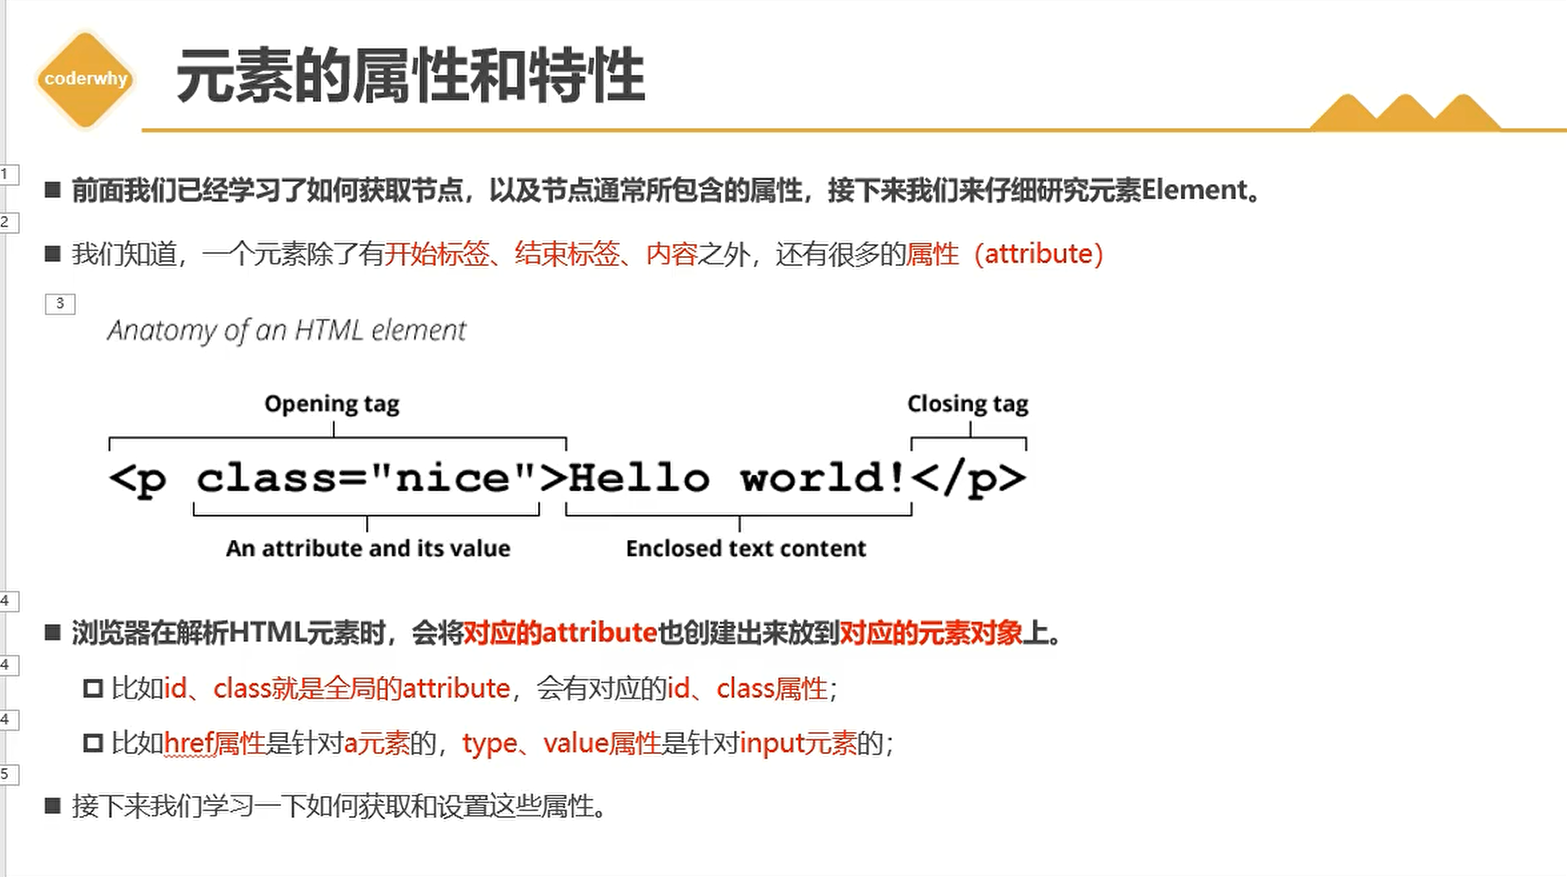 coderwhy
元素的属性和特性
1
前面我们已经学习了如何获取节点，以及节点通常所包含的属性，接下来我们来仔细研究元素Element。
2
我们知道，一个元素除了有开始标签、结束标签、内容之外，还有很多的属性（attribute）
3
Anatomy of an HTML element
Opening tag
Closing tag
<p class="nice">Hello world!</p>
An attribute and its value
Enclosed text content
4
浏览器在解析HTML元素时，会将对应的attribute也创建出来放到对应的元素对象上。
4
比如id、class就是全局的attribute，会有对应的id、class属性；
4
比如href属性是针对a元素的，type、value属性是针对input元素的；
5
接下来我们学习一下如何获取和设置这些属性。